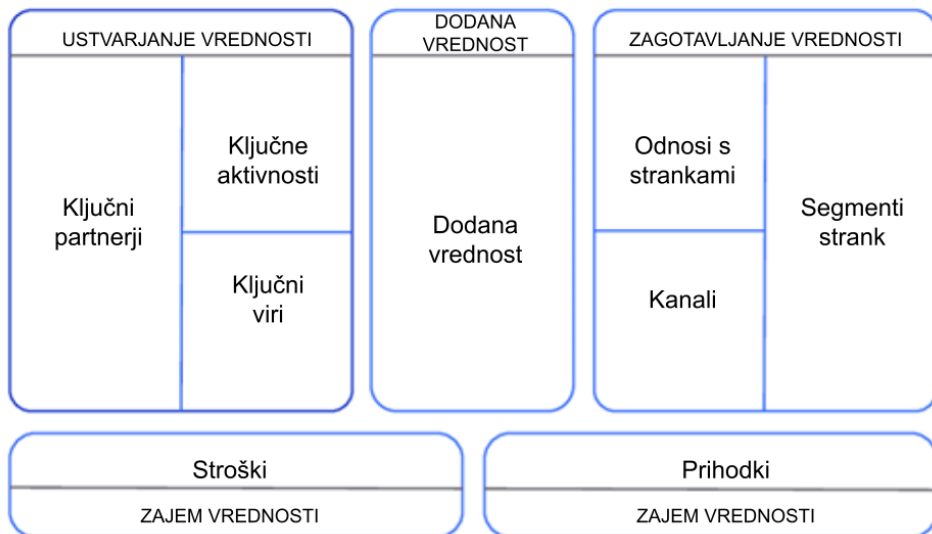 USTVARJANJE VREDNOSTI
Ključni
partnerji
Ključne
aktivnosti
Ključni
viri
DODANA
VREDNOST
Dodana
vrednost
ZAGOTAVLJANJE VREDNOSTI
Odnosi s
strankami
Kanali
Segmenti
strank
Stroški
ZAJEM VREDNOSTI
Prihodki
ZAJEM VREDNOSTI